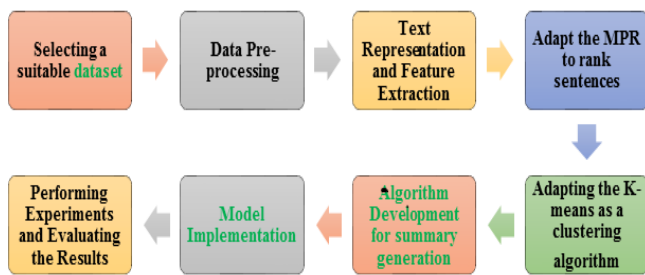 Selecting a
suitable dataset
Data Pre-
processing
Text
Representation
and Feature
Extraction
Adapt the MPR
to rank
sentences
Adapting the K-
means as a
clustering
algorithm
Algorithm
Development
for summary
generation
Model
Implementation
Performing
Experiments
and Evaluating
the Results